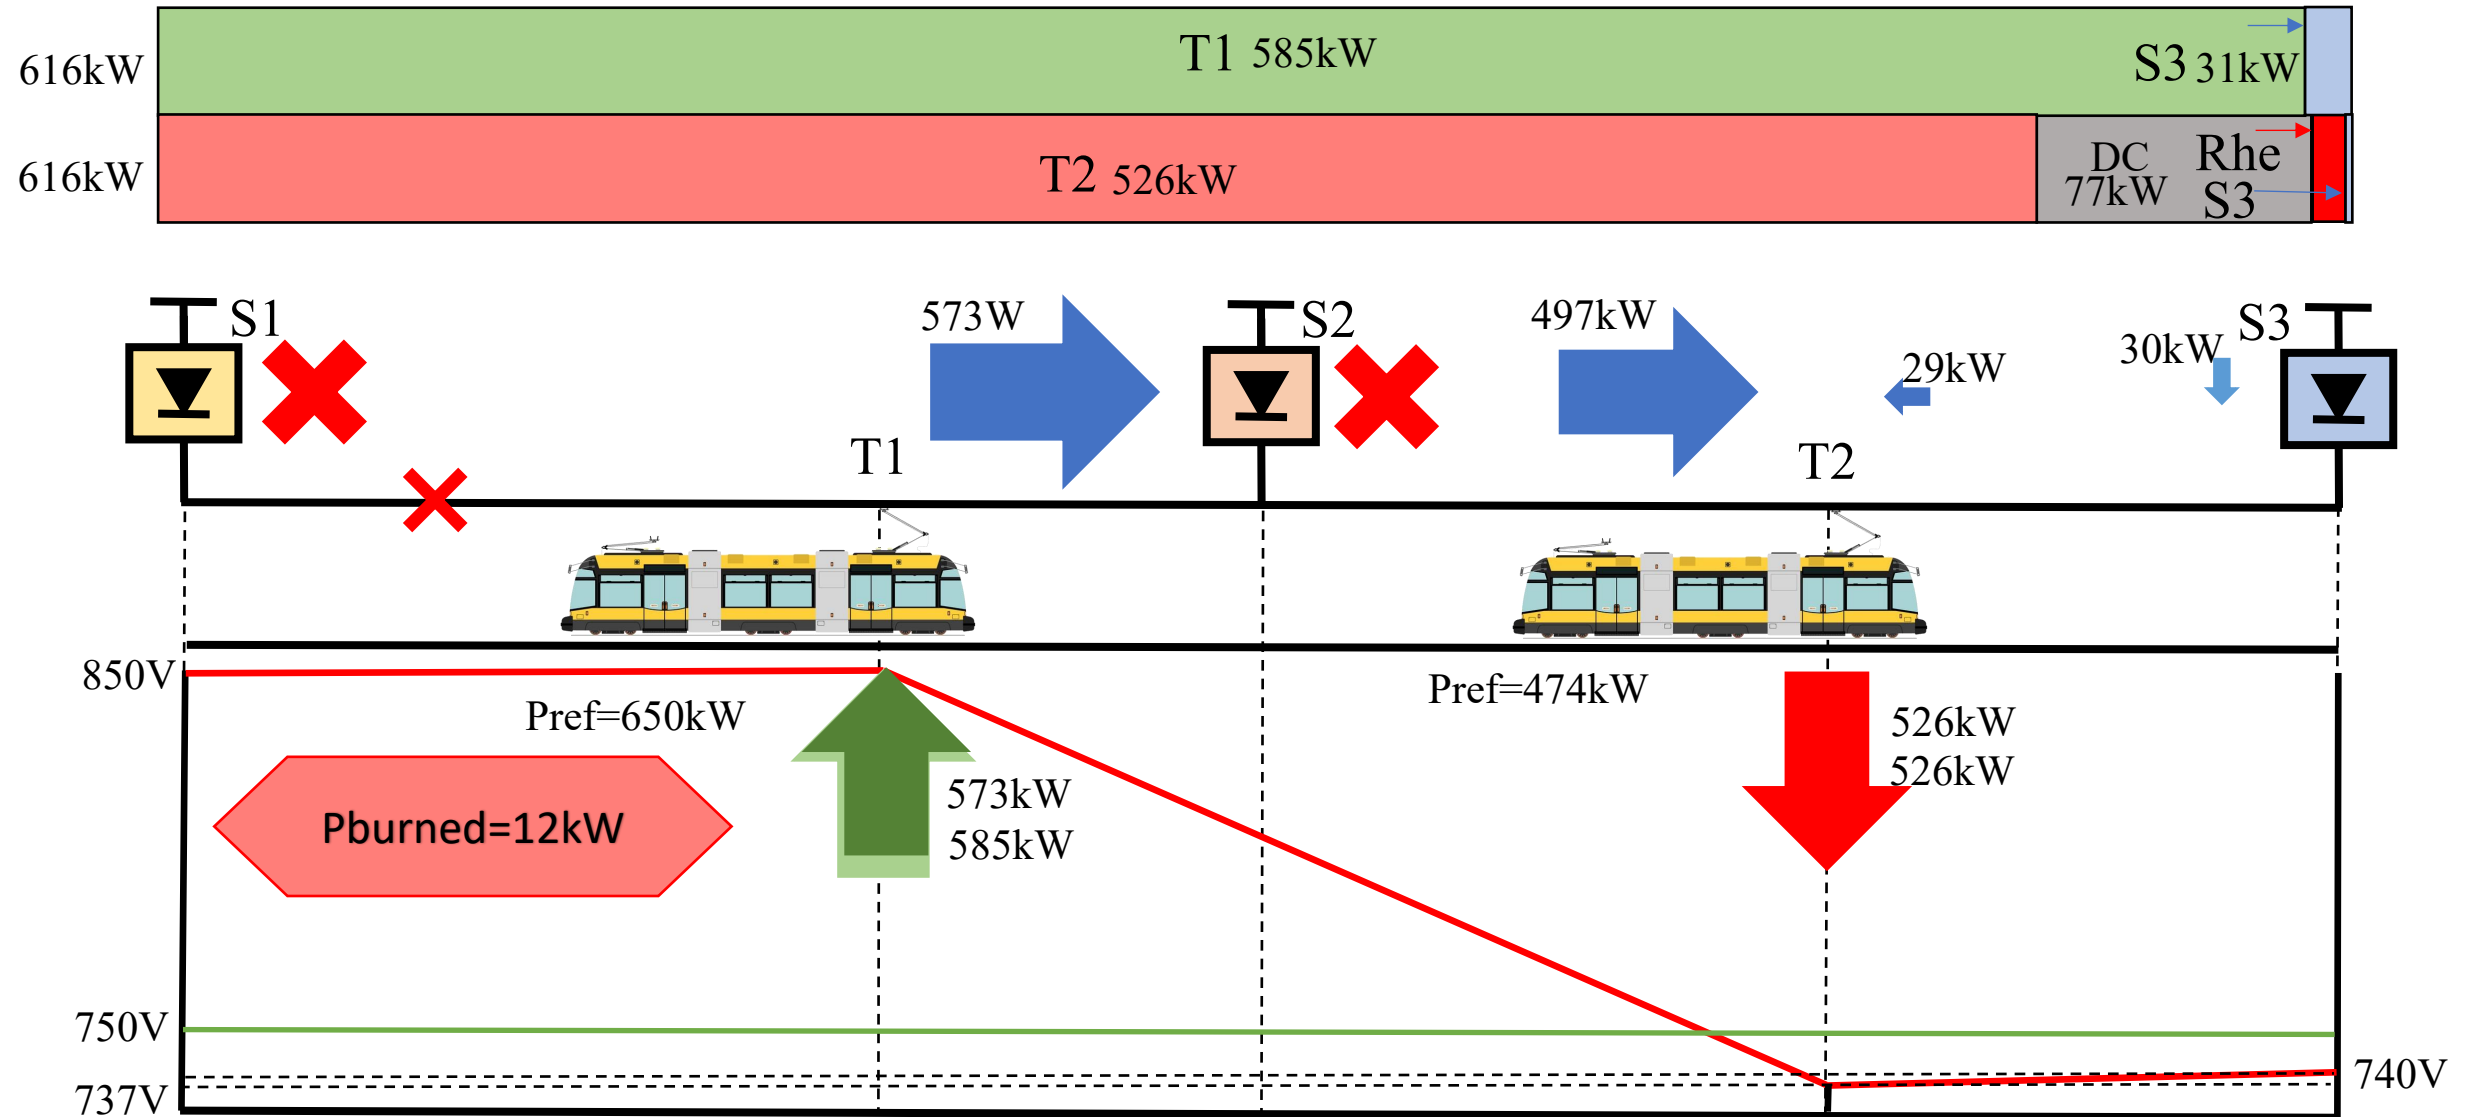 616kW
T1 585kW
S3 31kW
616kW
T2 526kW
DC
77kW
Rhe
S3
S1
573W
S2
497kW
29kW
30kW
S3
T1
T2
850V
Pref=650kW
Pref=474kW
526kW
526kW
573kW
585kW
Pburned=12kW
750V
737V
740V